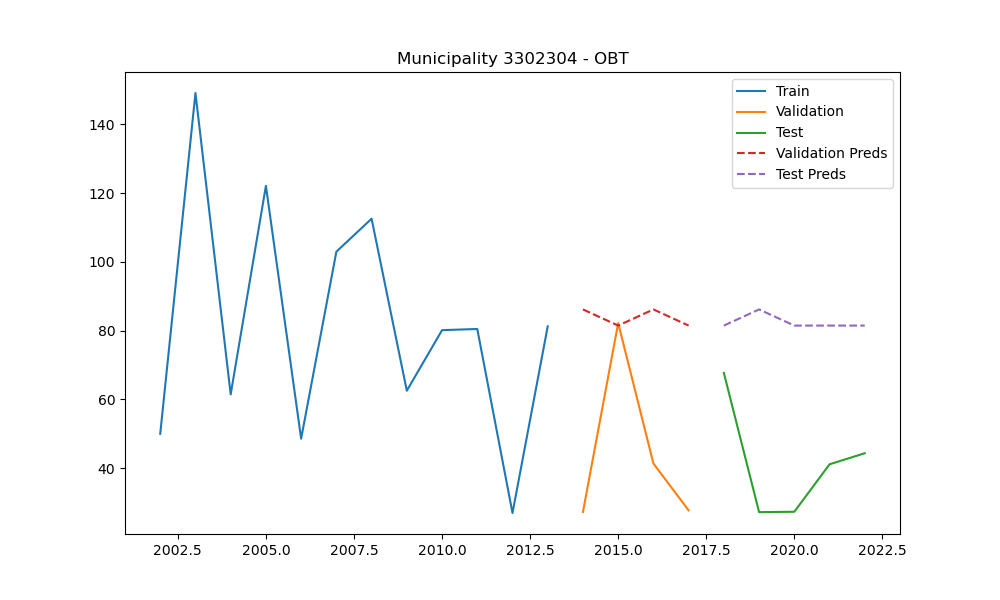 Municipality 3302304 - OBT
Train
Validation
Test
Validation Preds
Test Preds
140
120
100
80
60
40
2002.5 2005.0 2007.5 2010.0 2012.5 2015.0 2017.5 2020.0 2022.5